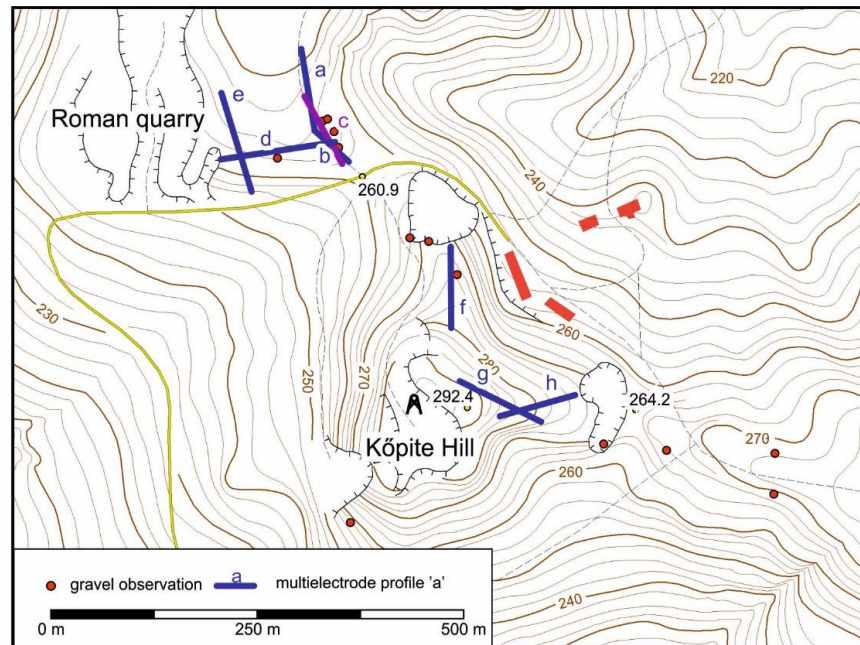 220
a
e
Roman quarry
c
d
b
260.9
240
230
f
260
250
270
280
g
h
292.4
264.2
Kőpite Hill
270
260
gravel observation
a
multielectrode profile 'a'
240
0 m
250 m
500 m